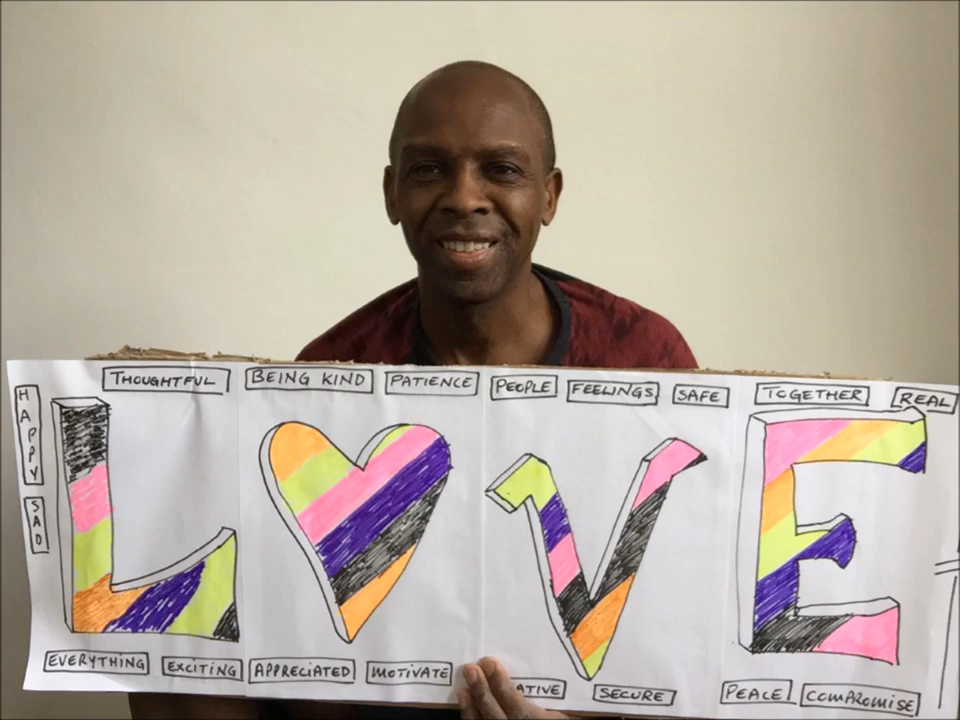 THOUGHTFUL BEING KIND PATIENCE PEOPLE FEELINGS SAFE TOGETHER REAL
HAPPY
SAD
LOVE
EVERYTHING EXCITING APPRECIATED MOTIVATE SECURE PEACE COMPROMISE